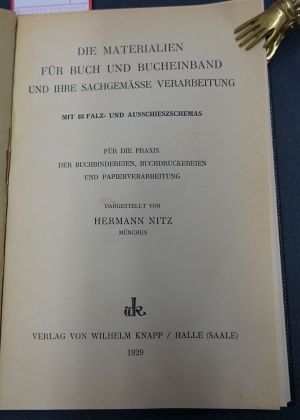 DIE MATERIALIEN
FÜR BUCH UND BUCHEINBAND
UND IHRE SACHGEMÄSSE VERARBEITUNG
MIT 83 FALZ- UND AUSSCHIESZSCHEMAS
FÜR DIE PRAXIS
DER BUCHBINDEREIEN, BUCHDRUCKEREIEN
UND PAPIERVERARBEITUNG
DARGESTELLT VON
HERMANN NITZ
MÜNCHEN
VERLAG VON WILHELM KNAPP / HALLE (SAALE)
1929